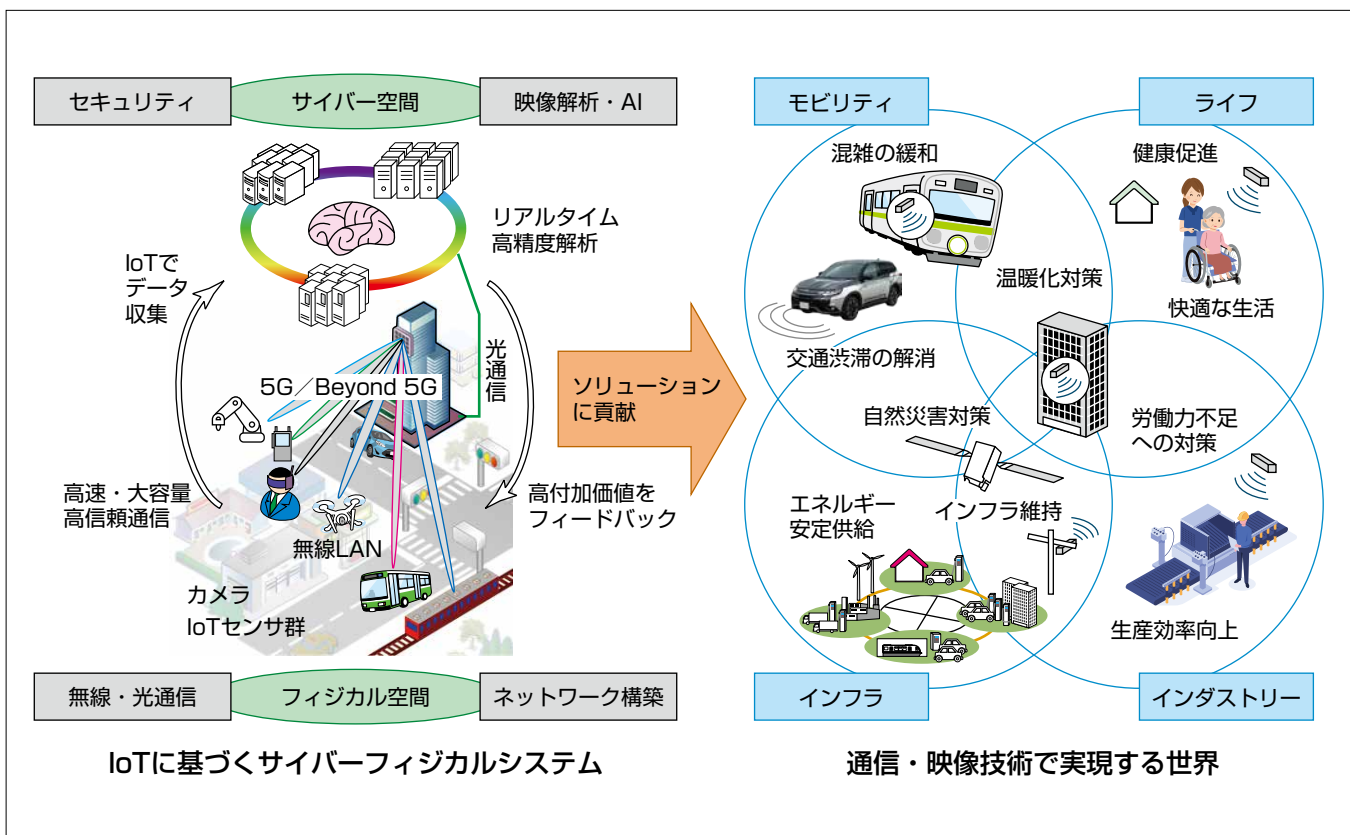 セキュリティ
サイバー空間
映像解析・AI
リアルタイム
高精度解析
IoTで
データ
収集
光通信
5G／Beyond 5G
高速・大容量
高信頼通信
無線LAN
高付加価値を
フィードバック
カメラ
IoTセンサ群
無線・光通信
フィジカル空間
ネットワーク構築
IoTに基づくサイバーフィジカルシステム
ソリューション
に貢献
モビリティ
ライフ
混雑の緩和
健康促進
温暖化対策
快適な生活
交通渋滞の解消
自然災害対策
労働力不足
への対策
エネルギー
安定供給
インフラ維持
生産効率向上
インフラ
インダストリー
通信・映像技術で実現する世界